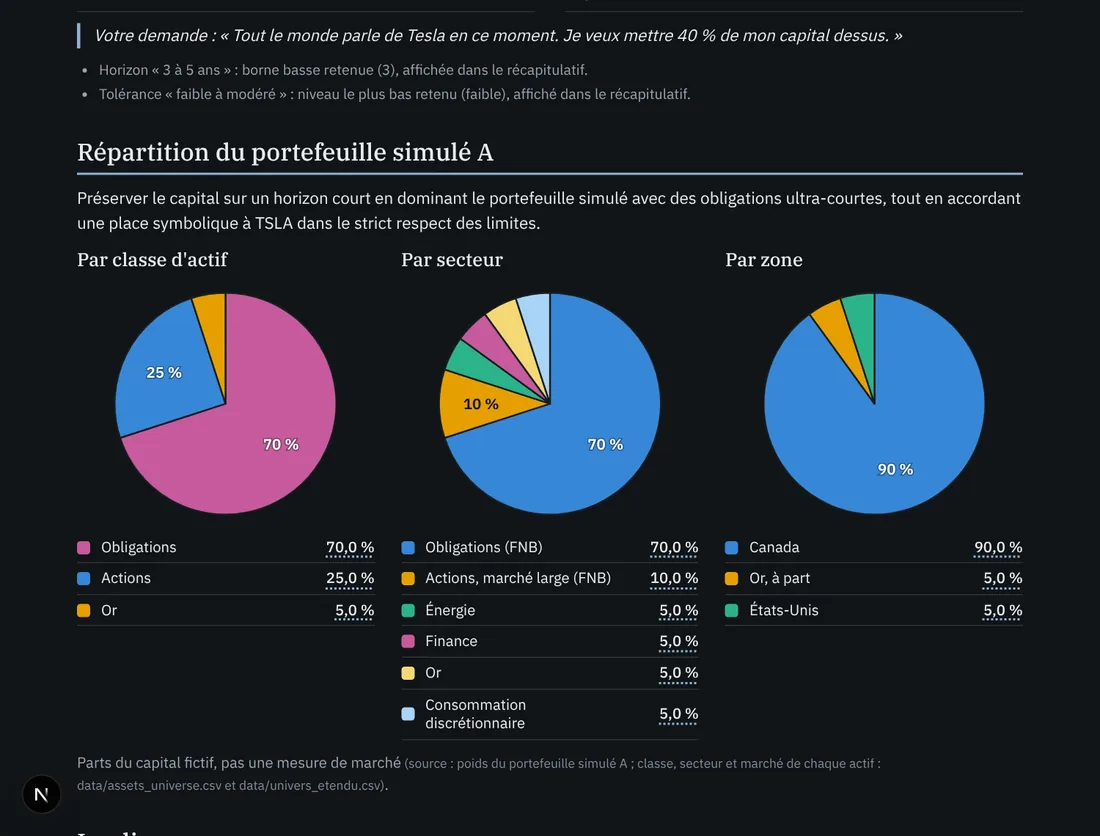 Votre demande : « Tout le monde parle de Tesla en ce moment. Je veux mettre 40 % de mon capital dessus. »
Horizon « 3 à 5 ans » : borne basse retenue (3), affichée dans le récapitulatif.
Tolérance « faible à modéré » : niveau le plus bas retenu (faible), affiché dans le récapitulatif.
Répartition du portefeuille simulé A
Préserver le capital sur un horizon court en dominant le portefeuille simulé avec des obligations ultra-courtes, tout en accordant
une place symbolique à TSLA dans le strict respect des limites.
Par classe d'actif
25 %
70 %
Obligations 70,0 %
Actions 25,0 %
Or 5,0 %
Par secteur
10 %
70 %
Obligations (FNB) 70,0 %
Actions, marché large (FNB) 10,0 %
Énergie 5,0 %
Finance 5,0 %
Or 5,0 %
Consommation
discrétionnaire 5,0 %
Par zone
90 %
Canada 90,0 %
Or, à part 5,0 %
États-Unis 5,0 %
Parts du capital fictif, pas une mesure de marché (source : poids du portefeuille simulé A ; classe, secteur et marché de chaque actif :
data/assets_universe.csv et data/univers_etendu.csv).
N